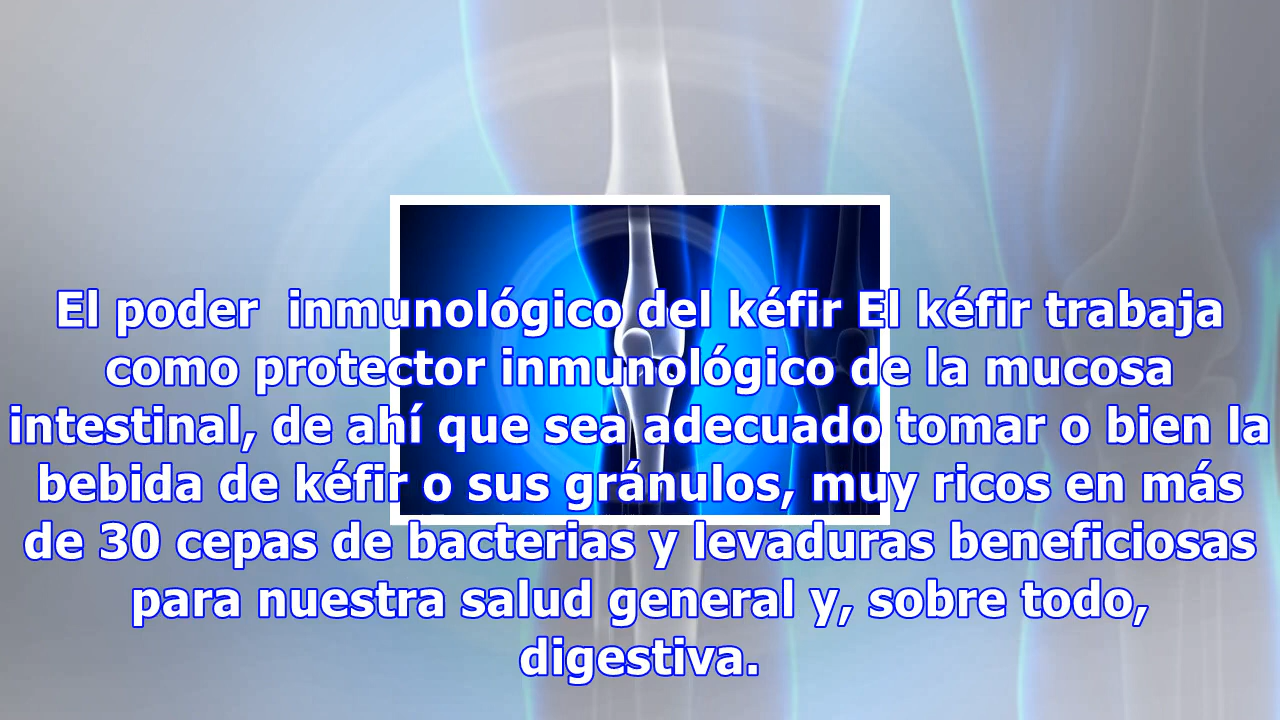 El poder  inmunológico del kéfir El kéfir trabaja
como protector inmunológico de la mucosa
intestinal, de ahí que sea adecuado tomar o bien la
bebida de kéfir o sus gránulos, muy ricos en más
de 30 cepas de bacterias y levaduras beneficiosas
para nuestra salud general y, sobre todo,
digestiva.